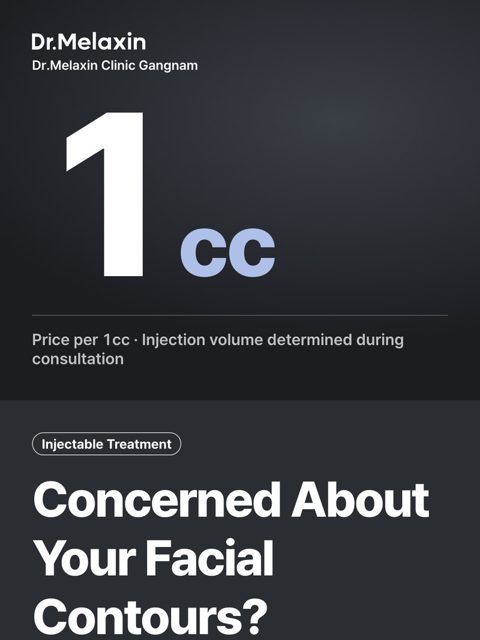 Dr.Melaxin
Dr.Melaxin Clinic Gangnam
1 cc
Price per 1cc · Injection volume determined during
consultation
Injectable Treatment
Concerned About
Your Facial
Contours?